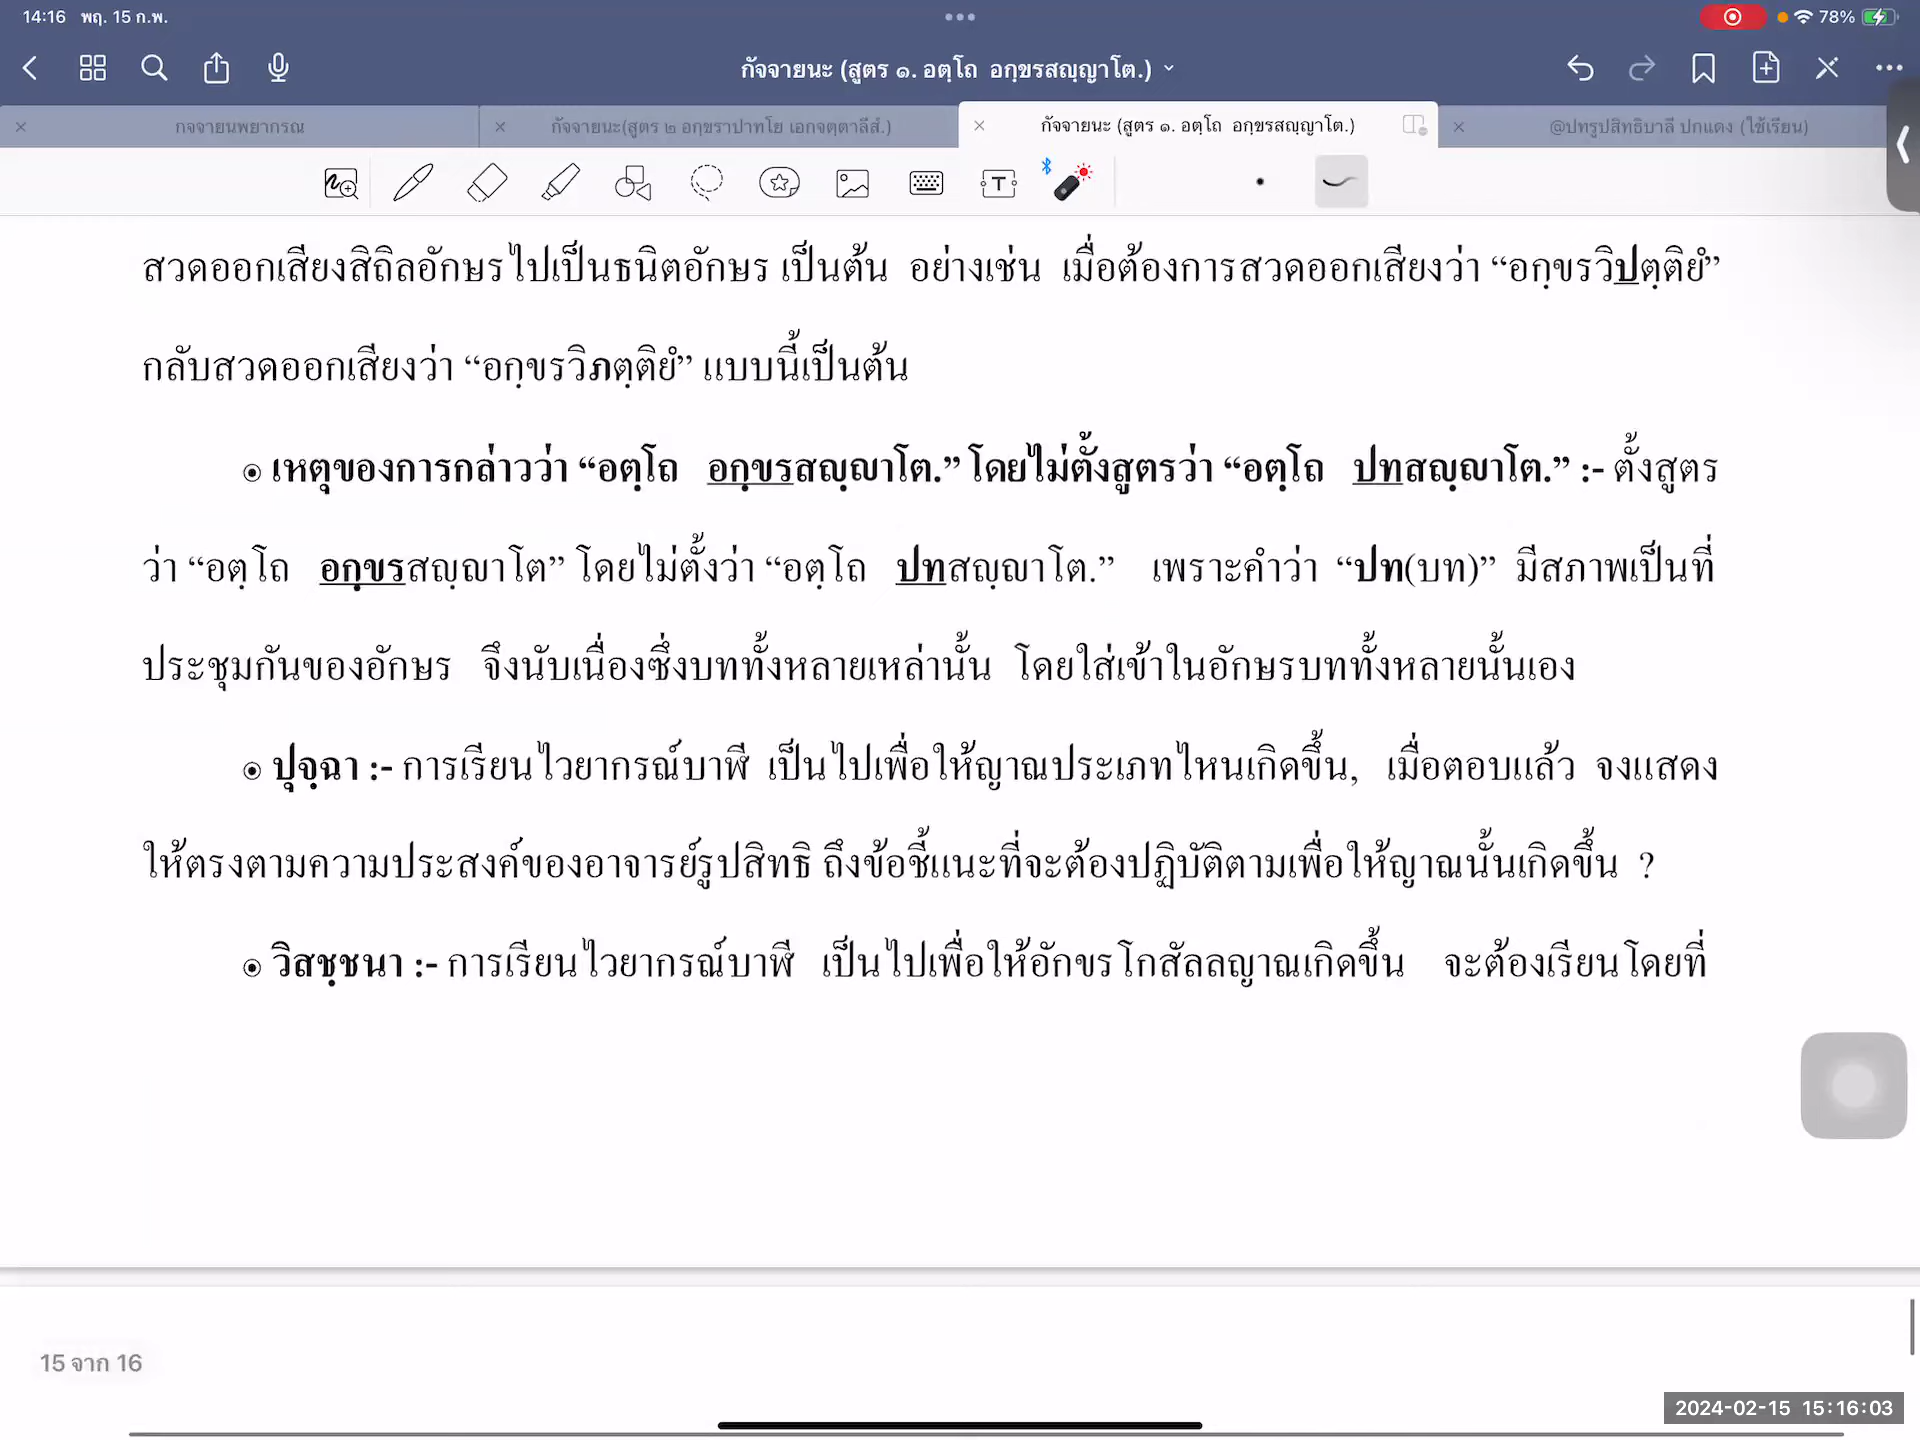 14:16 พฤ. 15 ก.พ.
78%
กัจจายนะ (สูตร ๑. อตฺโถ อกฺขรสญฺญาโต.)
กจจายนพยากรณ
กัจจายนะ(สูตร ๒ อกฺขราปาทโย เอกจตฺตาลีสํ.)
กัจจายนะ (สูตร ๑. อตฺโถ อกฺขรสญฺญาโต.)
@ปทรูปสิทธิบาลี ปกแดง (ใช้เรียน)
สวดออกเสียงสิถิลอักษรไปเป็นธนิตอักษร เป็นต้น อย่างเช่น เมื่อต้องการสวดออกเสียงว่า “อกฺขรวิปตฺติยํ”
กลับสวดออกเสียงว่า “อกฺขรวิภตฺติยํ” แบบนี้เป็นต้น
๏ เหตุของการกล่าวว่า “อตฺโถ อกฺขรสญฺญาโต.” โดยไม่ตั้งสูตรว่า “อตฺโถ ปทสญฺญาโต.” :- ตั้งสูตร
ว่า “อตฺโถ อกฺขรสญฺญาโต” โดยไม่ตั้งว่า “อตฺโถ ปทสญฺญาโต.” เพราะคำว่า “ปท(บท)” มีสภาพเป็นที่
ประชุมกันของอักษร จึงนับเนื่องซึ่งบททั้งหลายเหล่านั้น โดยใส่เข้าในอักษรบททั้งหลายนั้นเอง
๏ ปุจฺฉา :- การเรียนไวยากรณ์บาฬี เป็นไปเพื่อให้ญาณประเภทไหนเกิดขึ้น, เมื่อตอบแล้ว จงแสดง
ให้ตรงตามความประสงค์ของอาจารย์รูปสิทธิ ถึงข้อชี้แนะที่จะต้องปฏิบัติตามเพื่อให้ญาณนั้นเกิดขึ้น ?
๏ วิสชฺชนา :- การเรียนไวยากรณ์บาฬี เป็นไปเพื่อให้อักขรโกสัลลญาณเกิดขึ้น จะต้องเรียนโดยที่
15 จาก 16
2024-02-15 15:16:03